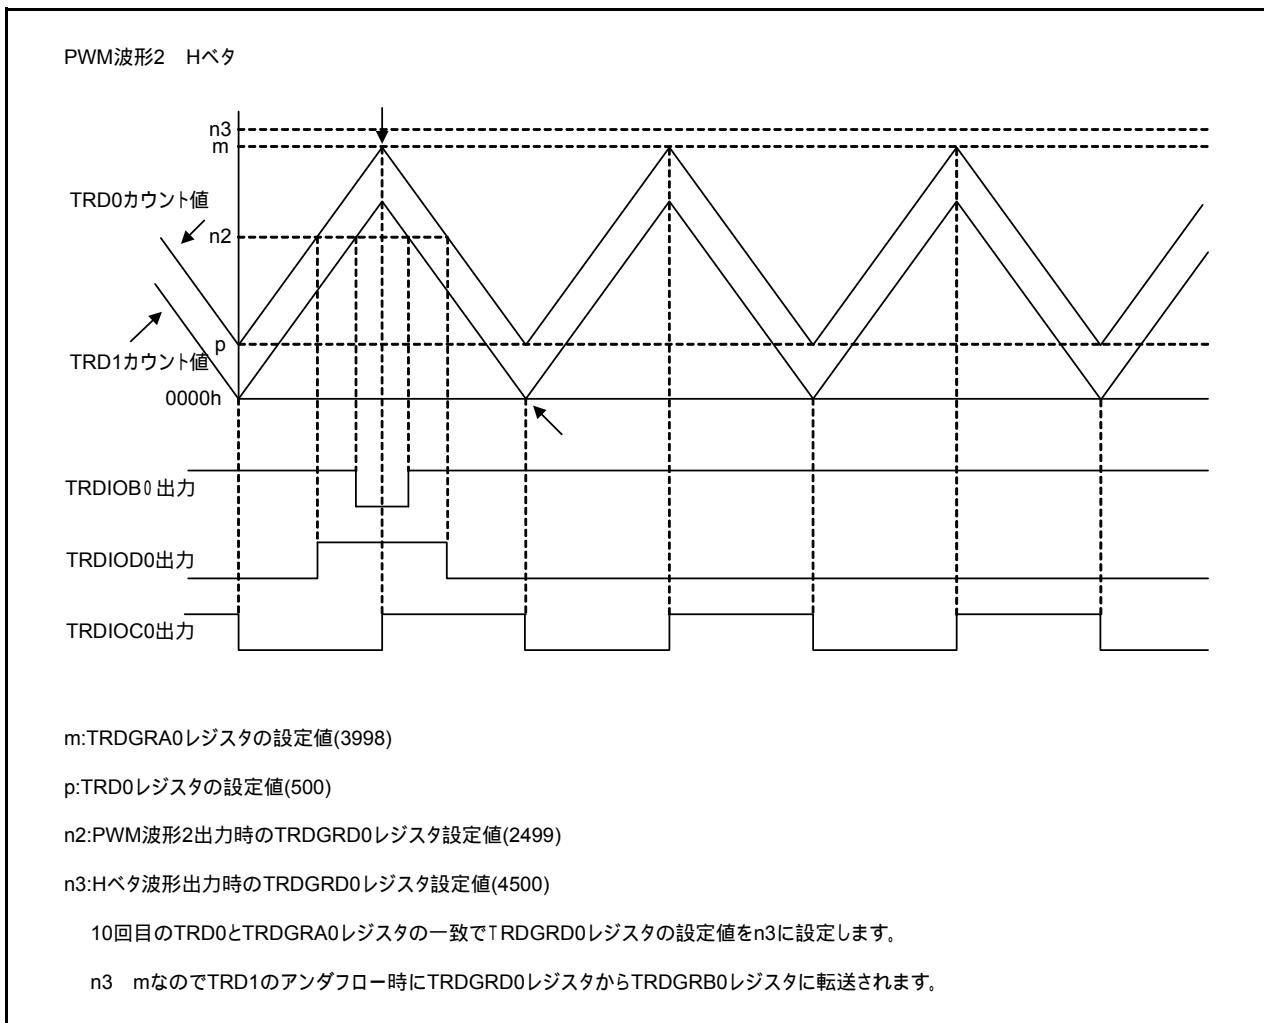 PWM波形2　Hベタ
n3
m
TRD0カウント値
n2
p
TRD1カウント値
0000h
TRDIOB0出力
TRDIOD0出力
TRDIOC0出力
m:TRDGRA0レジスタの設定値(3998)
p:TRD0レジスタの設定値(500)
n2:PWM波形2出力時のTRDGRD0レジスタ設定値(2499)
n3:Hベタ波形出力時のTRDGRD0レジスタ設定値(4500)
10回目のTRD0とTRDGRA0レジスタの一致でTRDGRD0レジスタの設定値をn3に設定します。
n3　mなのでTRD1のアンダフロー時にTRDGRD0レジスタからTRDGRB0レジスタに転送されます。